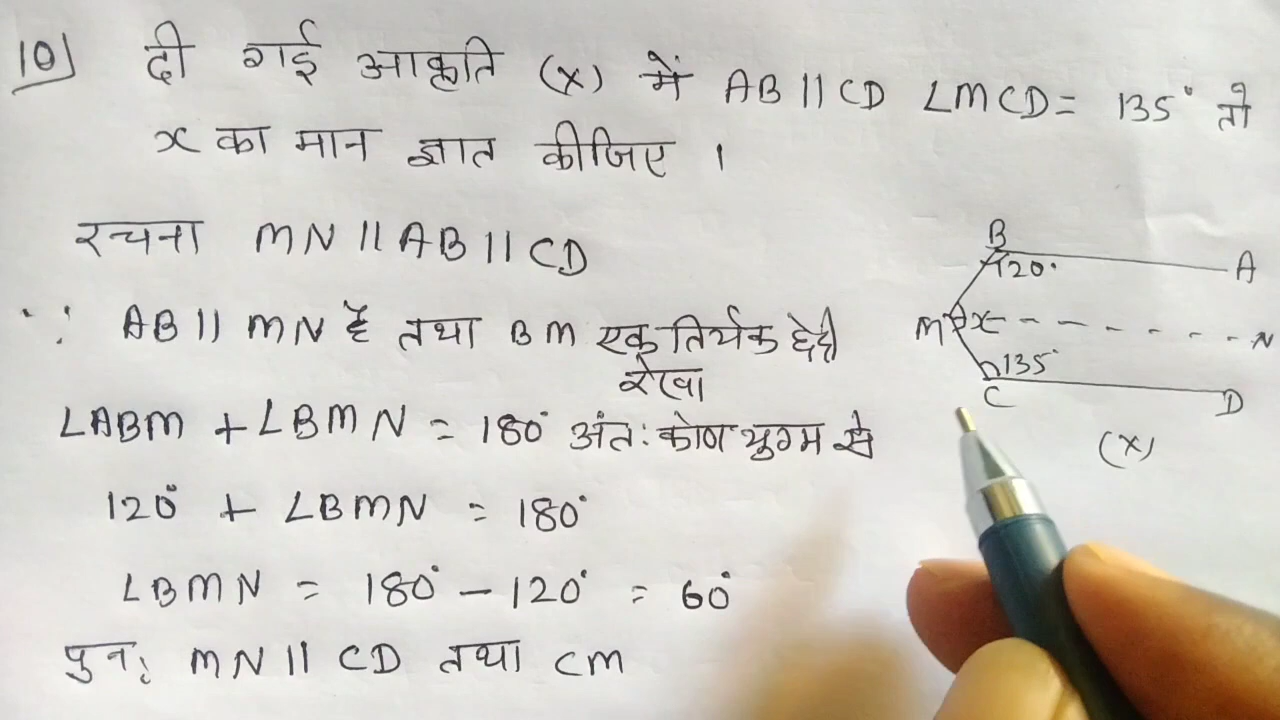 10) दी गई आकृति (x) में AB || CD ∠MCD = 135° तो
x का मान ज्ञात कीजिए ।
रचना MN || AB || CD
∵ AB || MN है तथा BM एक तिर्यक छेदी
रेखा
∠ABM + ∠BMN = 180° अंतः कोण युग्म से
120° + ∠BMN = 180°
∠BMN = 180° - 120° = 60°
पुनः MN || CD तथा CM
B
120°
A
M
x
N
135°
C
D
(x)